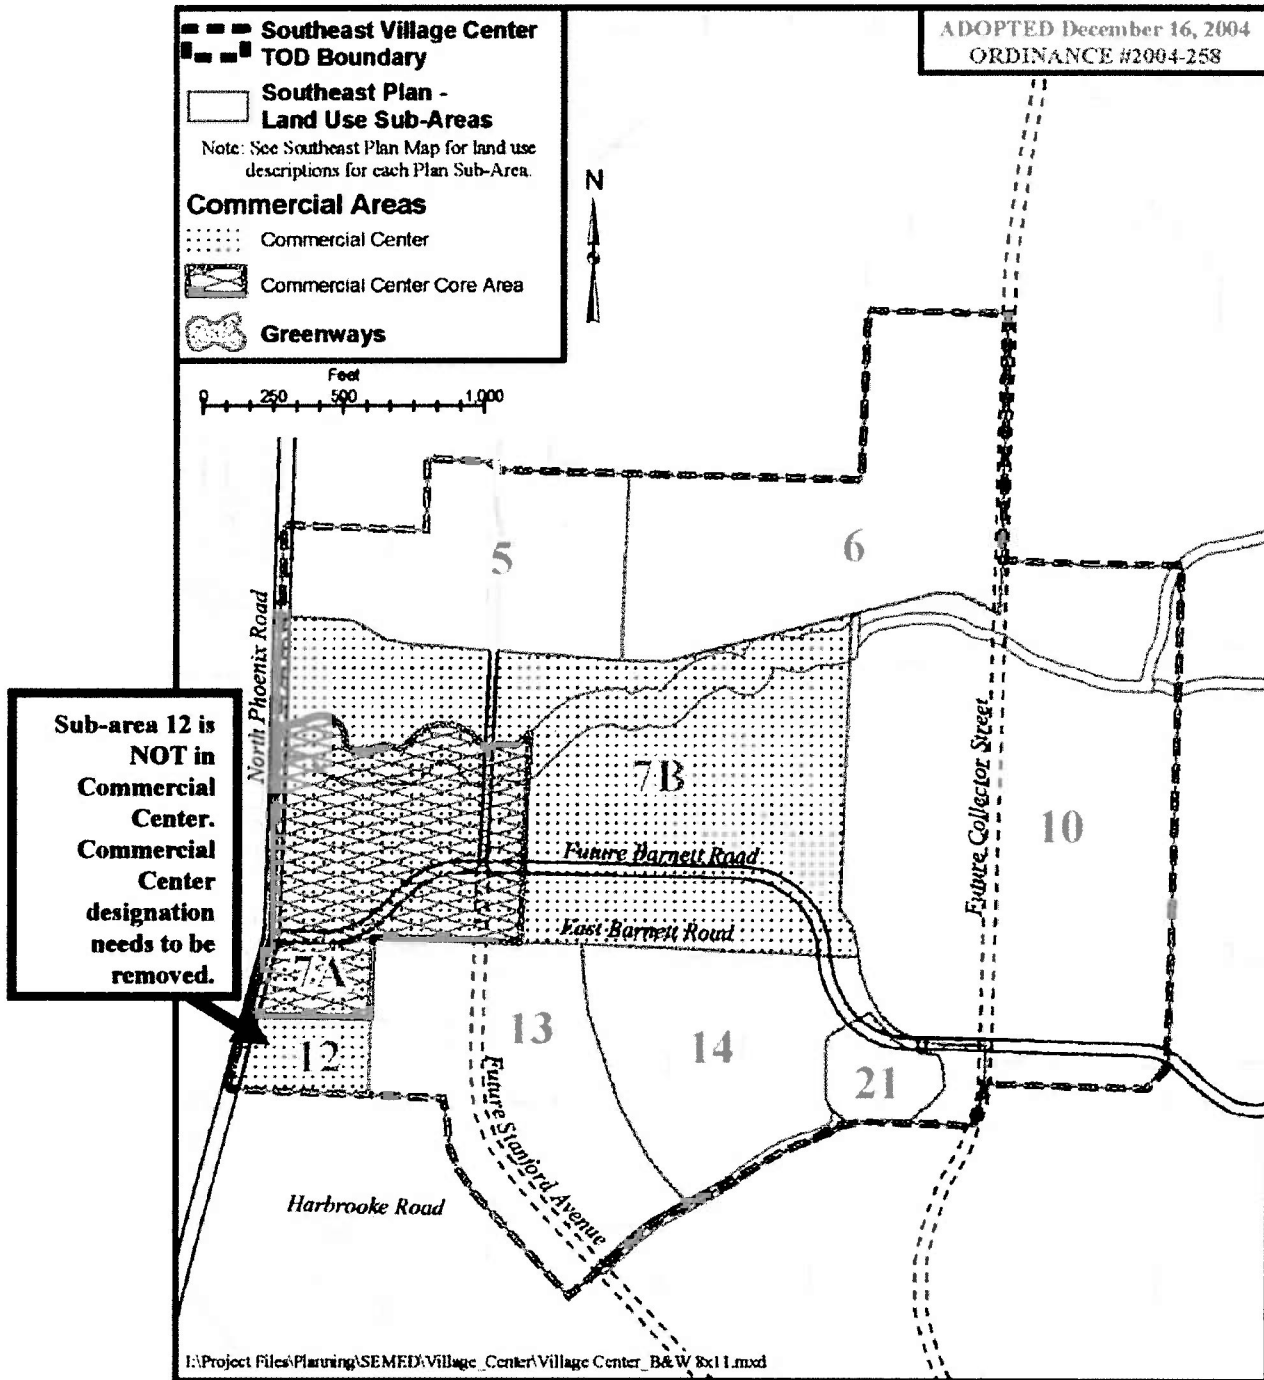 Southeast Village Center
TOD Boundary
Southeast Plan -
Land Use Sub-Areas
Note: See Southeast Plan Map for land use
descriptions for each Plan Sub-Area.
Commercial Areas
Commercial Center
Commercial Center Core Area
Greenways
ADOPTED December 16, 2004
ORDINANCE #2004-258
N
Feet
0 250 500 1,000
5
6
North Phoenix Road
Sub-area 12 is
NOT in
Commercial
Center.
Commercial
Center
designation
needs to be
removed.
7B
Future Collector Street
10
Future Barnett Road
East Barnett Road
7A
12
13
14
21
Future Stanford Avenue
Harbrooke Road
I:\Project Files\Planning\SEMED\Village_Center\Village Center_B&W 8x11.mxd